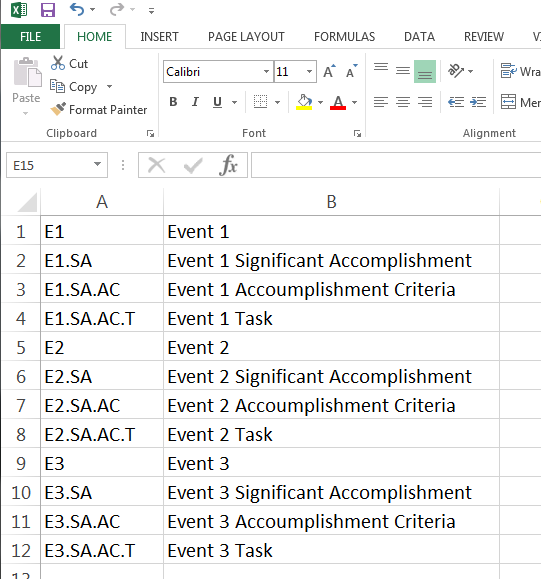 FILE HOME INSERT PAGE LAYOUT FORMULAS DATA REVIEW
Cut
Copy
Format Painter
Paste
Clipboard
Calibri 11
B I U A
Font
Wra
Mer
Alignment
E15 fx
A B
1 E1 Event 1
2 E1.SA Event 1 Significant Accomplishment
3 E1.SA.AC Event 1 Accoumplishment Criteria
4 E1.SA.AC.T Event 1 Task
5 E2 Event 2
6 E2.SA Event 2 Significant Accomplishment
7 E2.SA.AC Event 2 Accoumplishment Criteria
8 E2.SA.AC.T Event 2 Task
9 E3 Event 3
10 E3.SA Event 3 Significant Accomplishment
11 E3.SA.AC Event 3 Accoumplishment Criteria
12 E3.SA.AC.T Event 3 Task